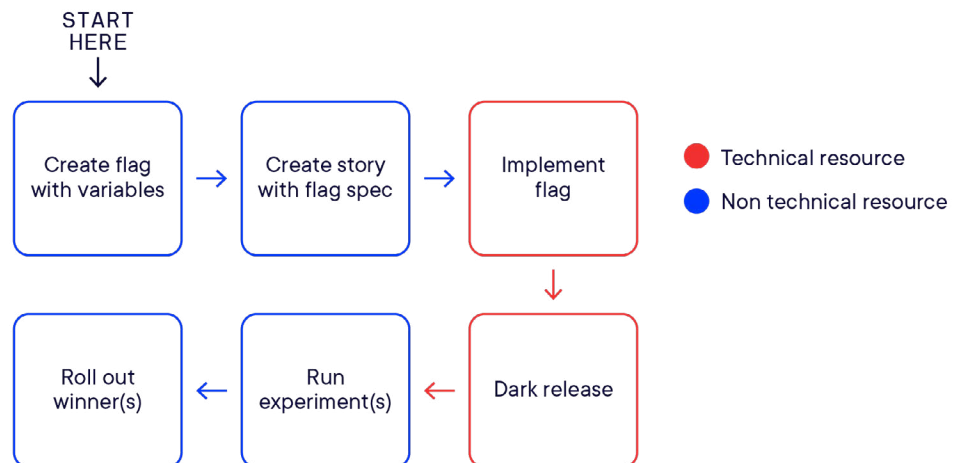 START
HERE
Create flag
with variables
Create story
with flag spec
Implement
flag
Technical resource
Non technical resource
Roll out
winner(s)
Run
experiment(s)
Dark release